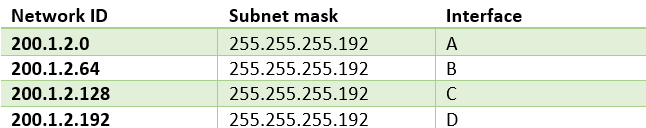 Network ID Subnet mask Interface
200.1.2.0 255.255.255.192 A
200.1.2.64 255.255.255.192 B
200.1.2.128 255.255.255.192 C
200.1.2.192 255.255.255.192 D